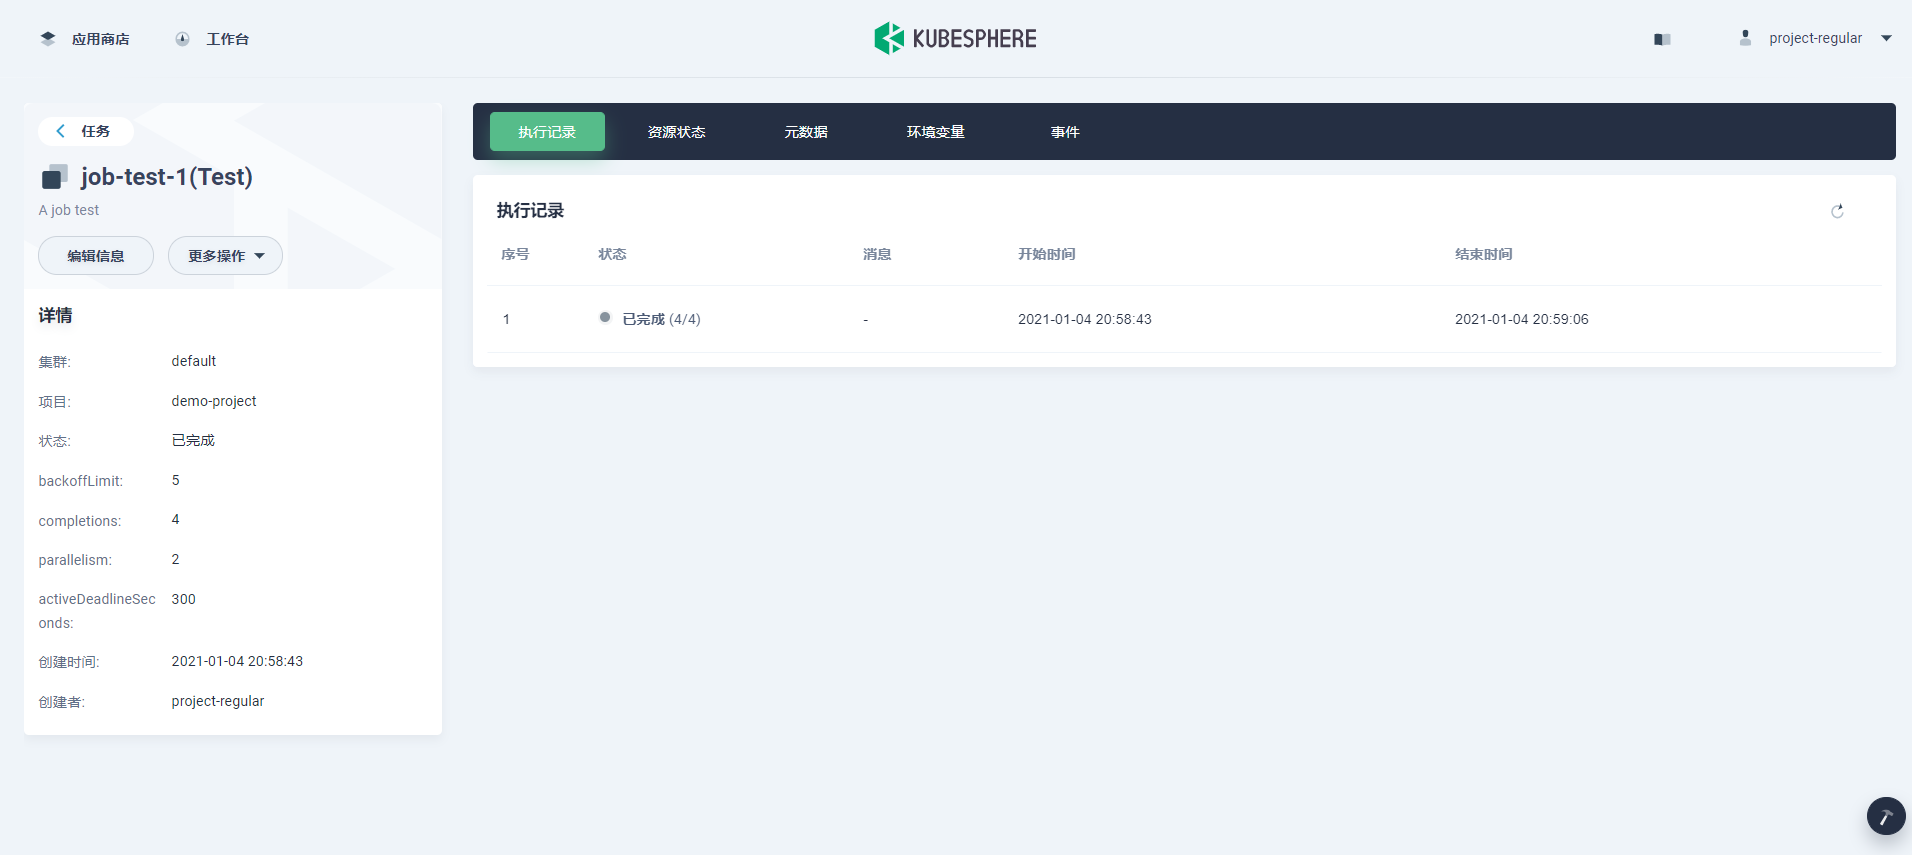 应用商店
工作台
KUBESPHERE
project-regular
任务
job-test-1(Test)
A job test
编辑信息
更多操作
详情
集群: default
项目: demo-project
状态: 已完成
backoffLimit: 5
completions: 4
parallelism: 2
activeDeadlineSec 300
onds:
创建时间: 2021-01-04 20:58:43
创建者: project-regular
执行记录 资源状态 元数据 环境变量 事件
执行记录
序号 状态 消息 开始时间 结束时间
1 已完成 (4/4) - 2021-01-04 20:58:43 2021-01-04 20:59:06